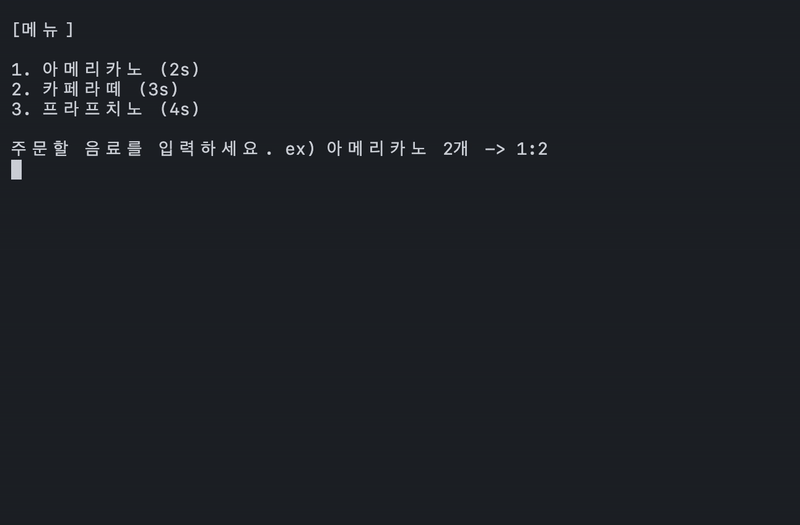 [메뉴]
1. 아메리카노 (2s)
2. 카페라떼 (3s)
3. 프라프치노 (4s)
주문할 음료를 입력하세요. ex) 아메리카노 2개 -> 1:2